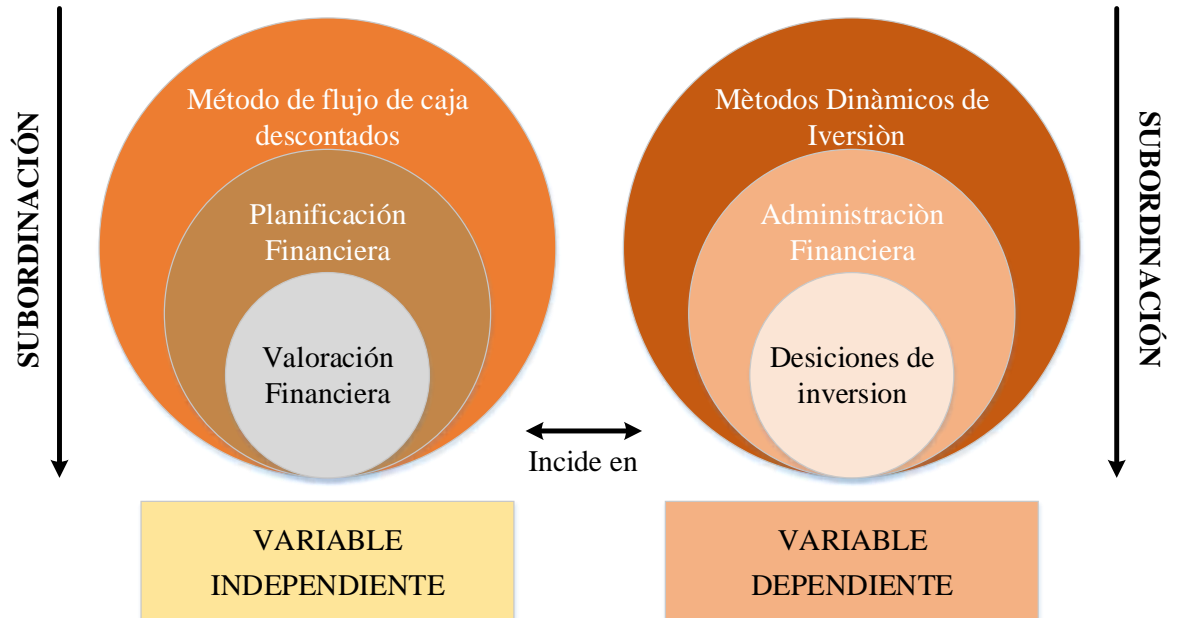 SUBORDINACIÓN
Método de flujo de caja
descontados
Planificación
Financiera
Valoración
Financiera
Incide en
Mètodos Dinàmicos de
Iversiòn
Administraciòn
Financiera
Desiciones de
inversion
SUBORDINACIÓN
VARIABLE
INDEPENDIENTE
VARIABLE
DEPENDIENTE